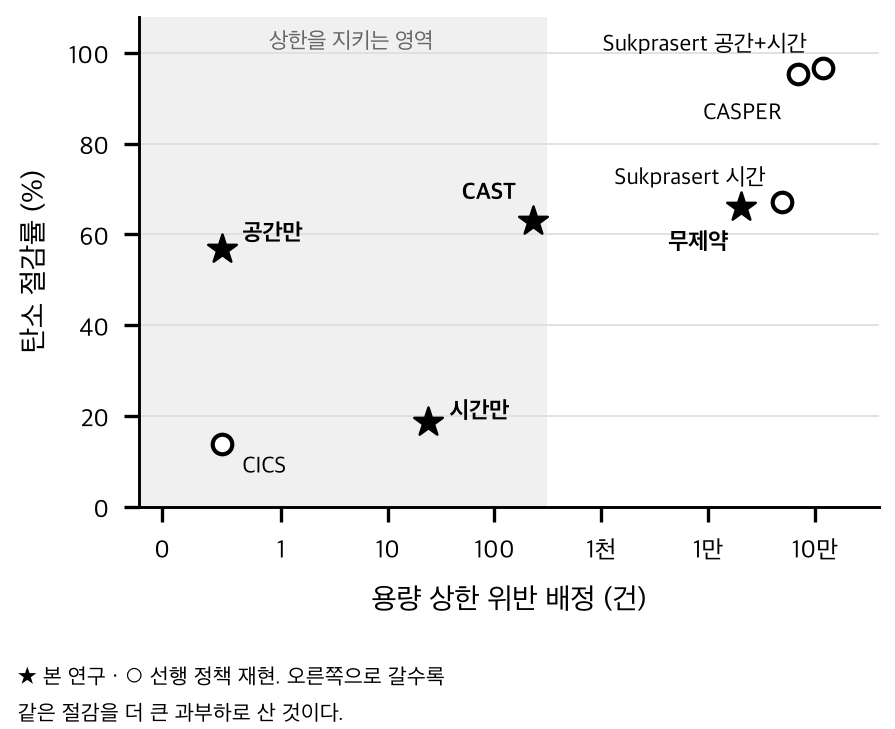 상한을 지키는 영역
Sukprasert 공간+시간
CASPER
Sukprasert 시간
CAST
무제약
공간만
시간만
CICS
탄소 절감률 (%)
100
80
60
40
20
0
0 1 10 100 1천 1만 10만
용량 상한 위반 배정 (건)
★ 본 연구 · ○ 선행 정책 재현. 오른쪽으로 갈수록
같은 절감을 더 큰 과부하로 산 것이다.